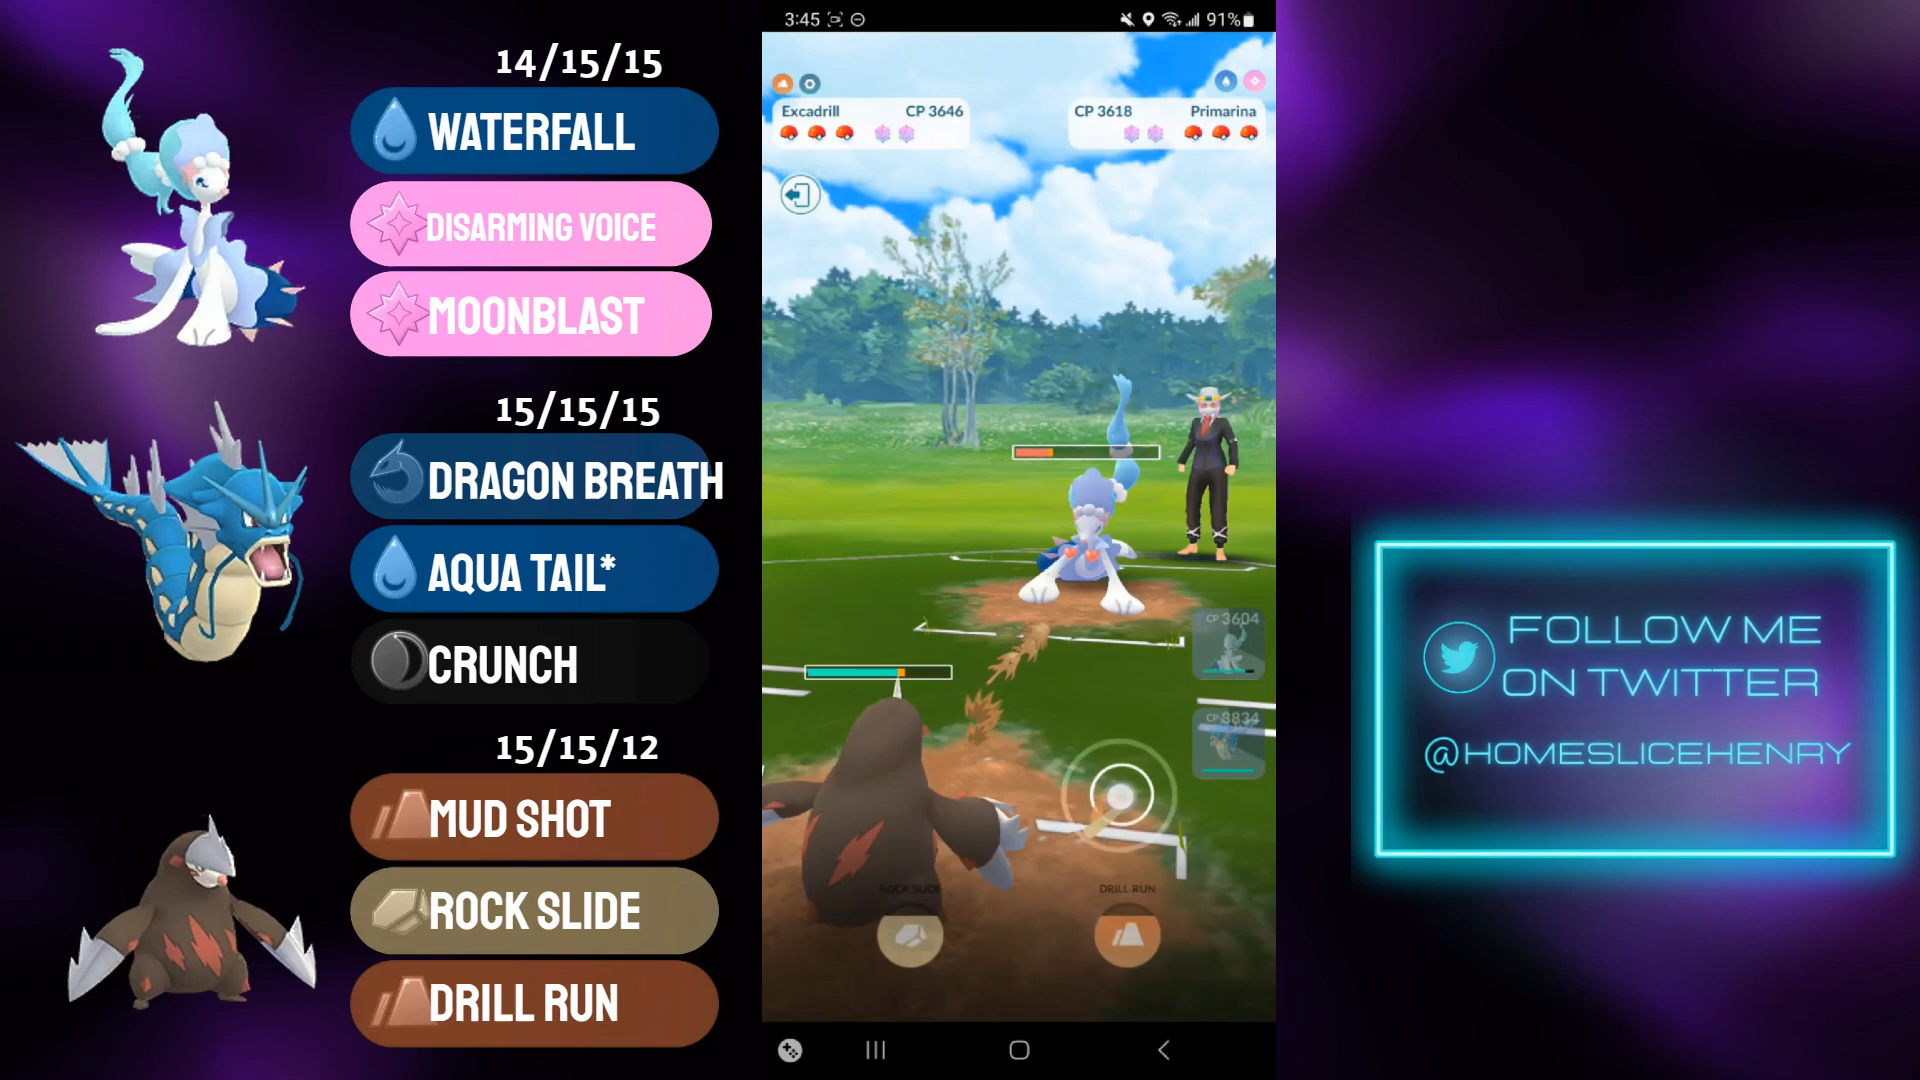 14/15/15
WATERFALL
DISARMING VOICE
MOONBLAST
15/15/15
DRAGON BREATH
AQUA TAIL*
CRUNCH
15/15/12
MUD SHOT
ROCK SLIDE
DRILL RUN
3:45
91%
Excadrill CP 3646
CP 3618 Primarina
CP 3604
CP 3834
ROCK SLIDE
DRILL RUN
FOLLOW ME
ON TWITTER
@HOMESLICEHENRY